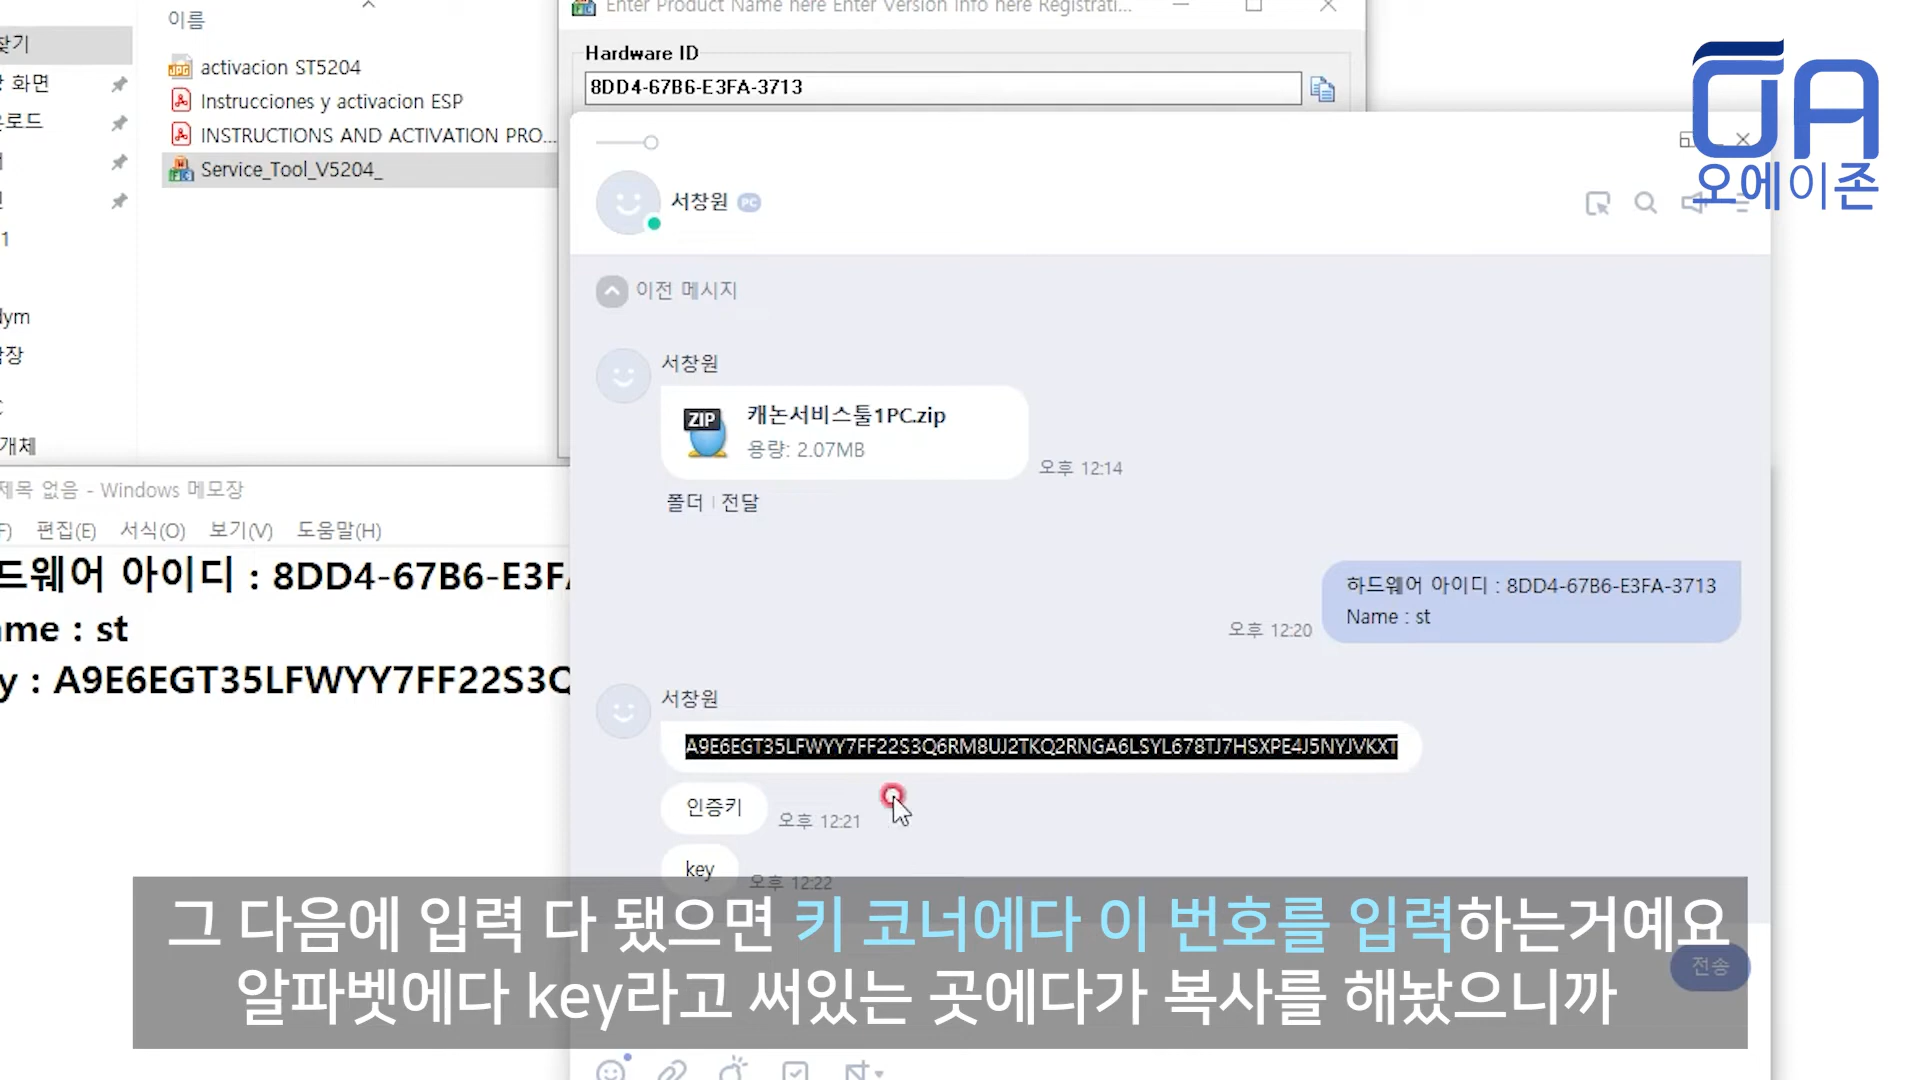 이름
Enter Product Name here Enter Version Info here Registrati...
찾기
activacion ST5204
Instrucciones y activacion ESP
INSTRUCTIONS AND ACTIVATION PRO...
Service_Tool_V5204_
화면
로드
1
dym
장
개체
Hardware ID
8DD4-67B6-E3FA-3713
오에이존
서창원 PC
이전 메시지
서창원
ZIP
캐논서비스툴1PC.zip
용량: 2.07MB
오후 12:14
폴더 전달
제목 없음 - Windows 메모장
편집(E) 서식(O) 보기(V) 도움말(H)
드웨어 아이디 : 8DD4-67B6-E3F
me : st
y : A9E6EGT35LFWYY7FF22S3Q
하드웨어 아이디 : 8DD4-67B6-E3FA-3713
Name : st
오후 12:20
서창원
A9E6EGT35LFWYY7FF22S3Q6RM8UJ2TKQ2RNGA6LSYL678TJ7HSXPE4J5NYJVKXT
인증키
오후 12:21
key
오후 12:22
전송
그 다음에 입력 다 됐으면 키 코너에다 이 번호를 입력하는거예요
알파벳에다 key라고 써있는 곳에다가 복사를 해놨으니까